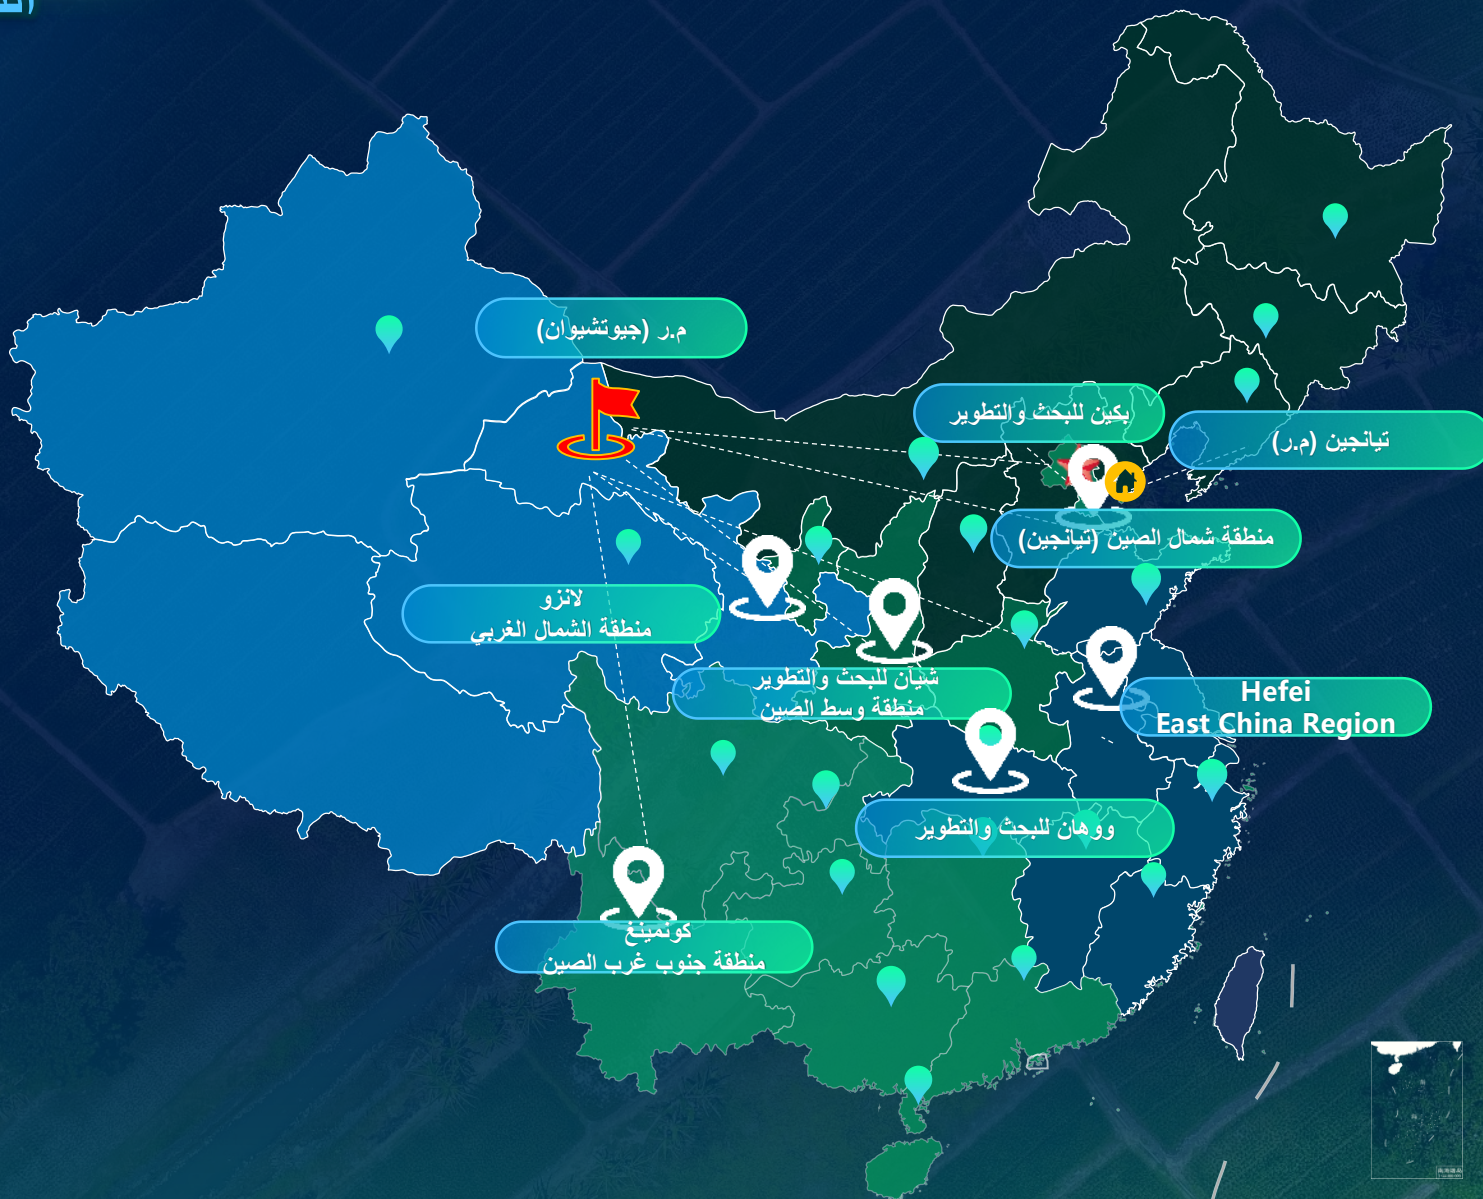 م.ر (جيوتشيوان)
بكين للبحث والتطوير
تيانجين (م.ر)
منطقة شمال الصين (تيانجين)
لانزو
منطقة الشمال الغربي
شيان للبحث والتطوير
منطقة وسط الصين
Hefei
East China Region
ووهان للبحث والتطوير
كونمينغ
منطقة جنوب غرب الصين